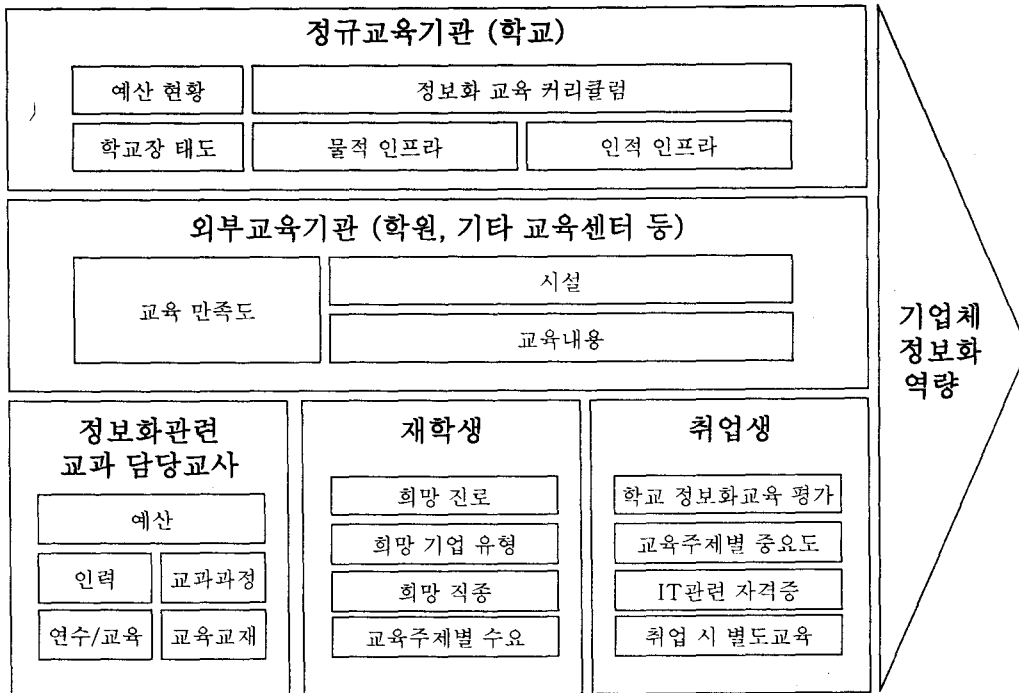 정규교육기관 (학교)
예산 현황
정보화 교육 커리큘럼
학교장 태도
물적 인프라
인적 인프라
외부교육기관 (학원, 기타 교육센터 등)
교육 만족도
시설
교육내용
정보화관련
교과 담당교사
예산
인력
교과과정
연수/교육
교육교재
재학생
희망 진로
희망 기업 유형
희망 직종
교육주제별 수요
취업생
학교 정보화교육 평가
교육주제별 중요도
IT관련 자격증
취업 시 별도교육
기업체
정보화
역량